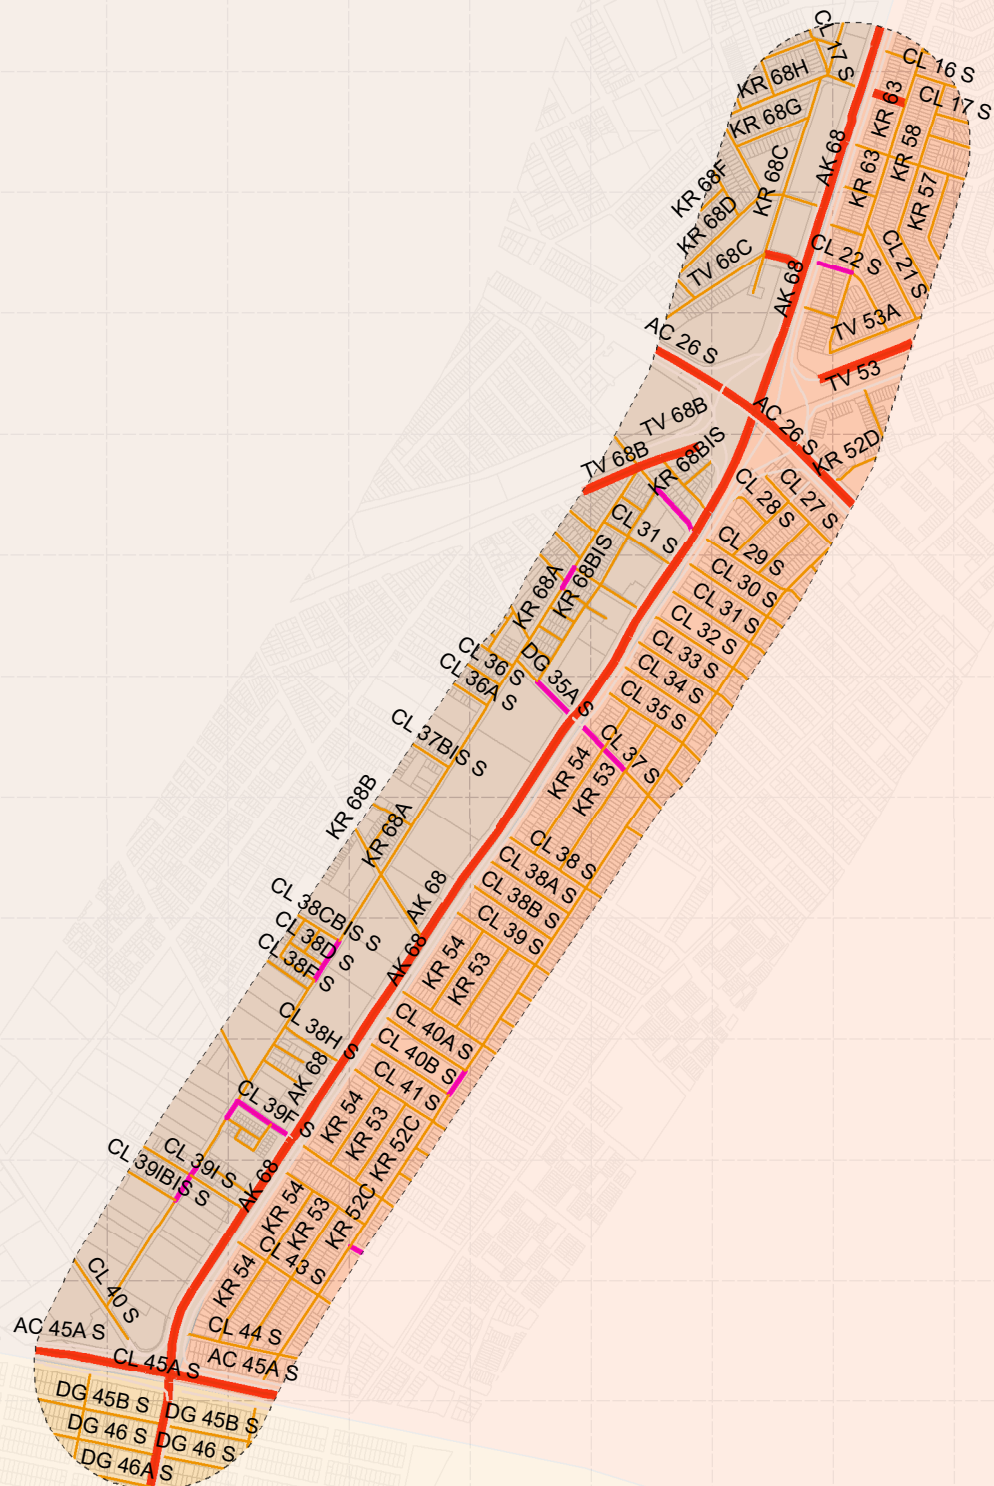 CL 17 S
CL 16 S
KR 68H
KR 63
CL 17 S
KR 68G
KR 58
AK 68
KR 68C
KR 63
KR 68F
KR 57
KR 68D
CL 22 S
CL 21 S
TV 68C
AK 68
TV 53A
AC 26 S
TV 53
TV 68B
AC 26 S
TV 68B
KR 68BIS
KR 52D
CL 28 S
CL 27 S
CL 31 S
CL 29 S
KR 68A
KR 68BIS
CL 30 S
CL 31 S
CL 32 S
CL 33 S
CL 36 S
DG 35A S
CL 34 S
CL 36A S
CL 35 S
CL 37BIS S
CL 37 S
KR 54
KR 53
KR 68B
KR 68A
CL 38 S
CL 38A S
AK 68
CL 38B S
CL 38CBIS S
CL 39 S
CL 38D S
AK 68
KR 54
CL 38F S
KR 53
CL 38H S
CL 40A S
CL 40B S
AK 68
CL 41 S
CL 39F S
KR 54
KR 53
KR 52C
CL 39I S
CL 39IBIS S
AK 68
KR 54
KR 53
KR 52C
CL 43 S
KR 54
CL 40 S
AC 45A S
CL 44 S
CL 45A S
AC 45A S
DG 45B S
DG 45B S
DG 46 S
DG 46 S
DG 46A S